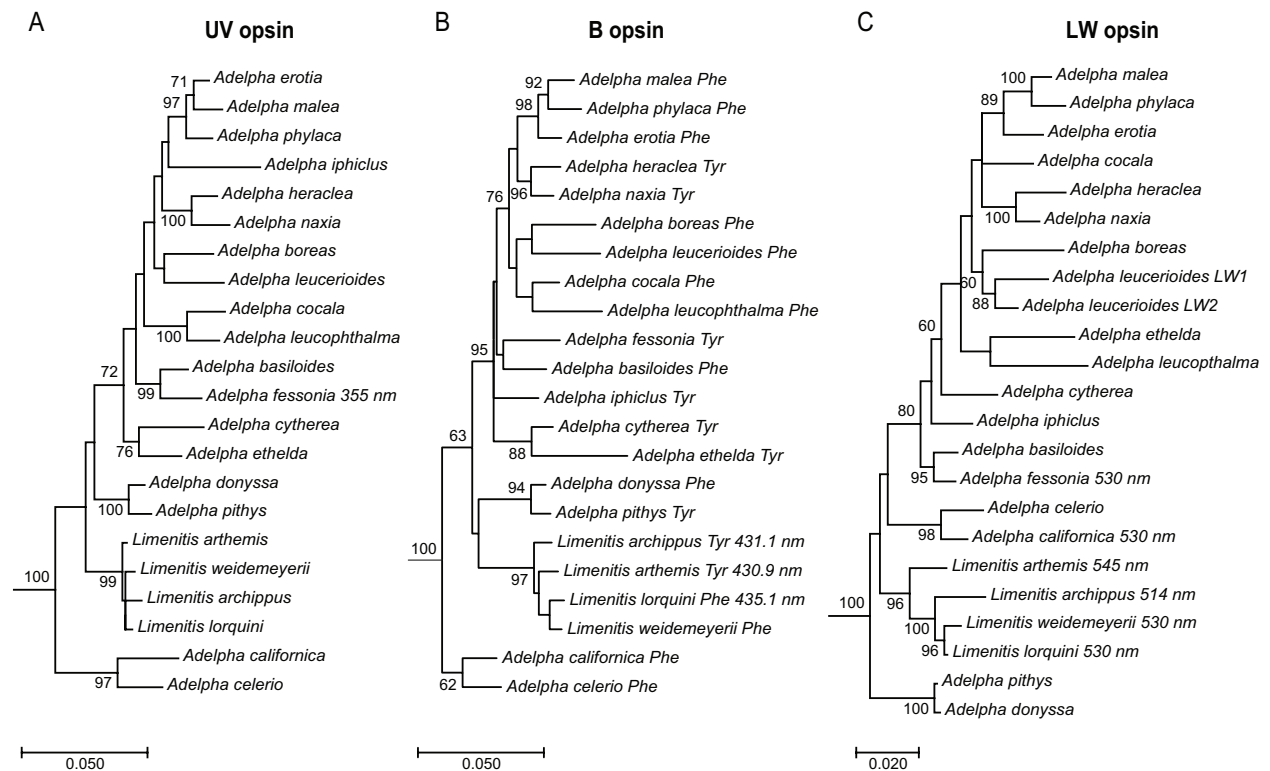 A
UV opsin
71
Adelpha erotia
97
Adelpha malea
Adelpha phylaca
Adelpha iphiclus
Adelpha heraclea
100
Adelpha naxia
Adelpha boreas
Adelpha leucerioides
Adelpha cocala
100
Adelpha leucophthalma
72
Adelpha basiloides
99
Adelpha fessonia 355 nm
Adelpha cytherea
76
Adelpha ethelda
Adelpha donyssa
100
Adelpha pithys
Limenitis arthemis
100
99
Limenitis weidemeyerii
Limenitis archippus
Limenitis lorquini
Adelpha californica
97
Adelpha celerio
0.050
B
B opsin
92
Adelpha malea Phe
98
Adelpha phylaca Phe
Adelpha erotia Phe
Adelpha heraclea Tyr
76
96
Adelpha naxia Tyr
Adelpha boreas Phe
Adelpha leucerioides Phe
Adelpha cocala Phe
Adelpha leucophthalma Phe
95
Adelpha fessonia Tyr
Adelpha basiloides Phe
Adelpha iphiclus Tyr
63
Adelpha cytherea Tyr
88
Adelpha ethelda Tyr
94
Adelpha donyssa Phe
Adelpha pithys Tyr
100
Limenitis archippus Tyr 431.1 nm
97
Limenitis arthemis Tyr 430.9 nm
Limenitis lorquini Phe 435.1 nm
Limenitis weidemeyerii Phe
Adelpha californica Phe
62
Adelpha celerio Phe
0.050
C
LW opsin
100
Adelpha malea
89
Adelpha phylaca
Adelpha erotia
Adelpha cocala
Adelpha heraclea
100
Adelpha naxia
Adelpha boreas
60
Adelpha leucerioides LW1
88
Adelpha leucerioides LW2
60
Adelpha ethelda
Adelpha leucopthalma
Adelpha cytherea
80
Adelpha iphiclus
Adelpha basiloides
95
Adelpha fessonia 530 nm
Adelpha celerio
98
Adelpha californica 530 nm
Limenitis arthemis 545 nm
100
96
Limenitis archippus 514 nm
100
Limenitis weidemeyerii 530 nm
96
Limenitis lorquini 530 nm
Adelpha pithys
100
Adelpha donyssa
0.020